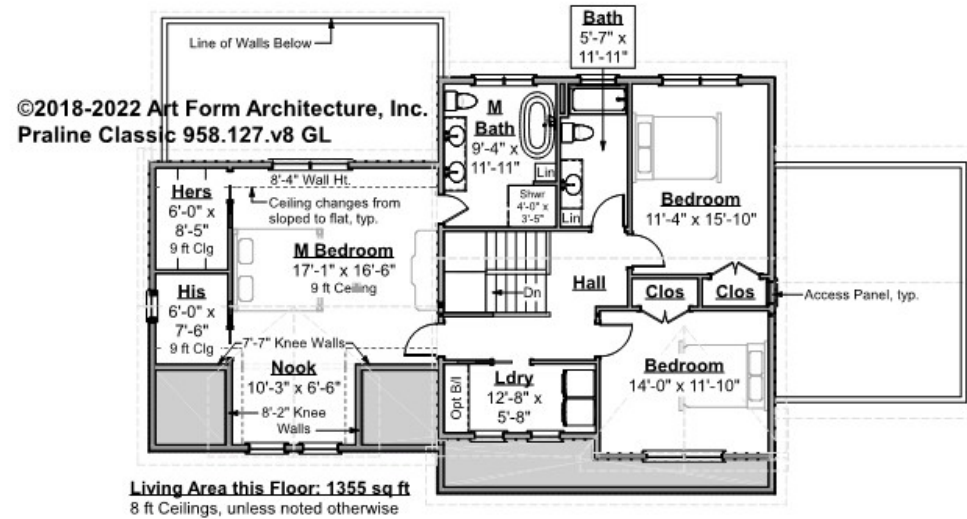 Line of Walls Below
Bath
5'-7" x
11'-11"
©2018-2022 Art Form Architecture, Inc.
Praline Classic 958.127.v8 GL
M
Bath
9'-4" x
11'-11"
Lin
Shwr
4'-0" x
3'-5"
Lin
Bedroom
11'-4" x 15'-10"
8'-4" Wall Ht.
Ceiling changes from
sloped to flat, typ.
Hers
6'-0" x
8'-5"
9 ft Clg
M Bedroom
17'-1" x 16'-6"
9 ft Ceiling
His
6'-0" x
7'-6"
9 ft Clg
Dn
Hall
Clos
Clos
Access Panel, typ.
7'-7" Knee Walls
Nook
10'-3" x 6'-6"
8'-2" Knee
Walls
Opt B/I
Ldry
12'-8" x
5'-8"
Bedroom
14'-0" x 11'-10"
Living Area this Floor: 1355 sq ft
8 ft Ceilings, unless noted otherwise